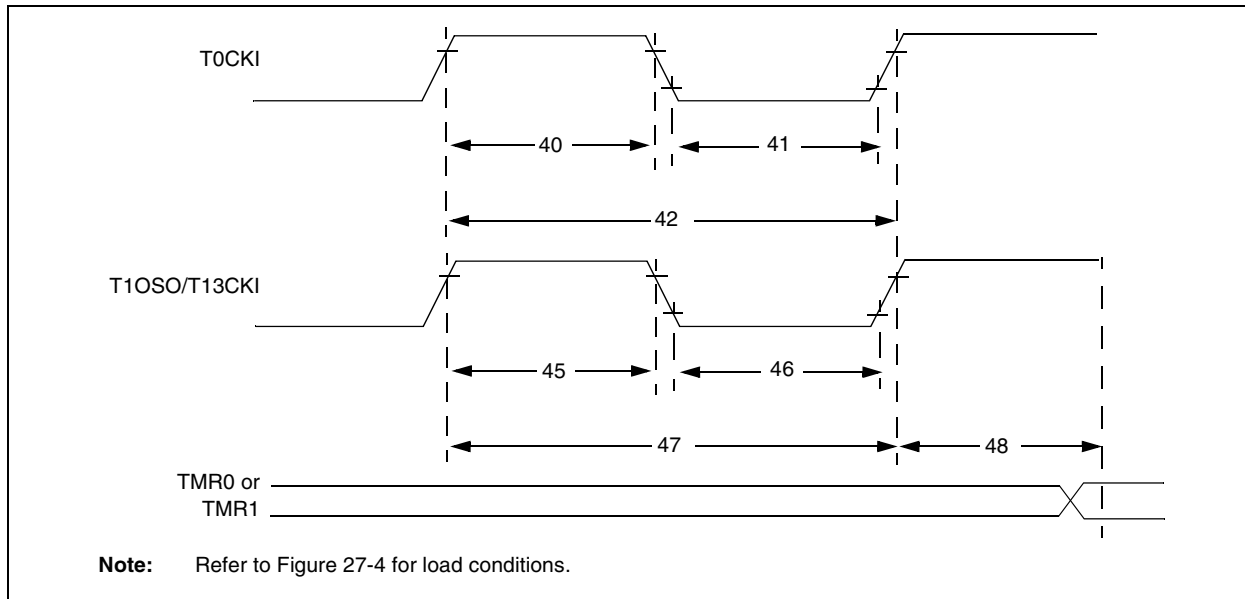 T0CKI
40
41
42
T1OSO/T13CKI
45
46
47
48
TMR0 or
TMR1
Note: Refer to Figure 27-4 for load conditions.